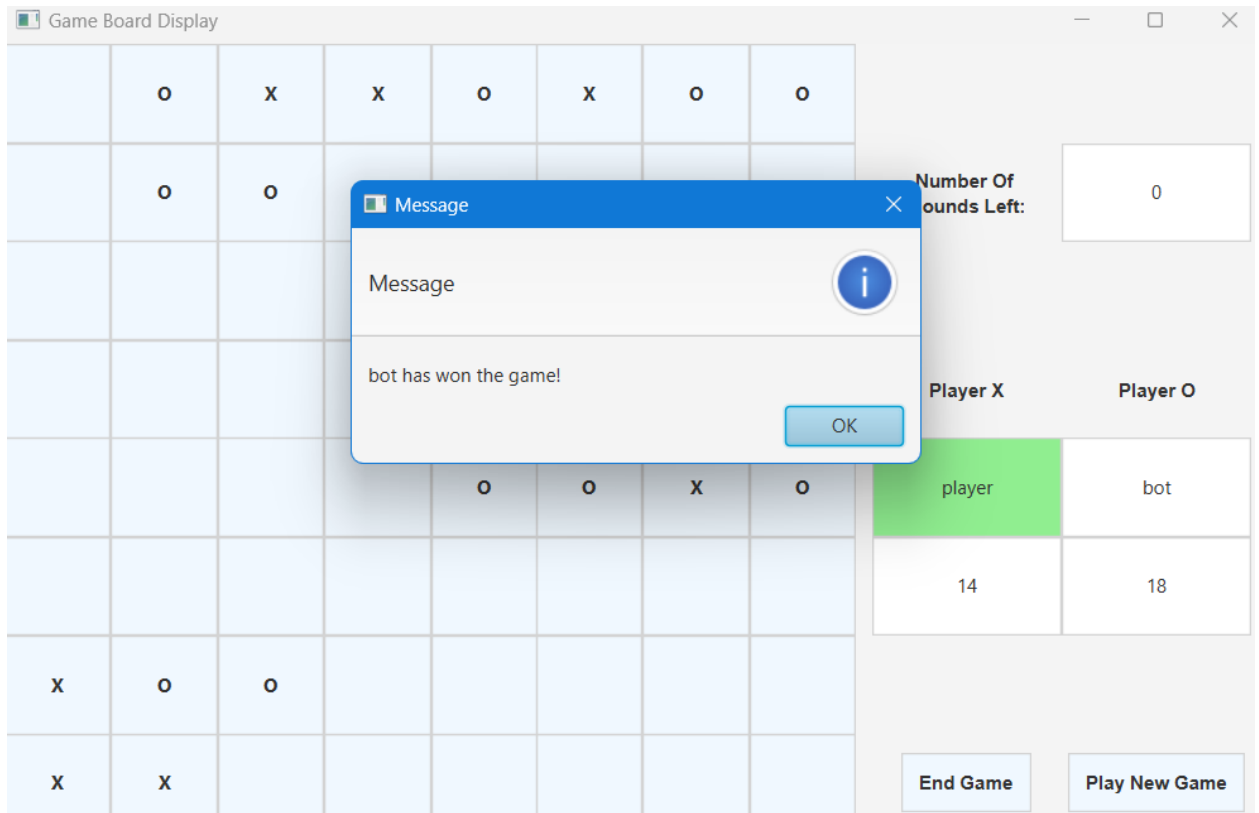 Game Board Display
O X X O X O O
O O
Number Of
ounds Left:
0
Message
Message
bot has won the game!
OK
Player X Player O
O O X O
player bot
14 18
X O O
X X
End Game Play New Game